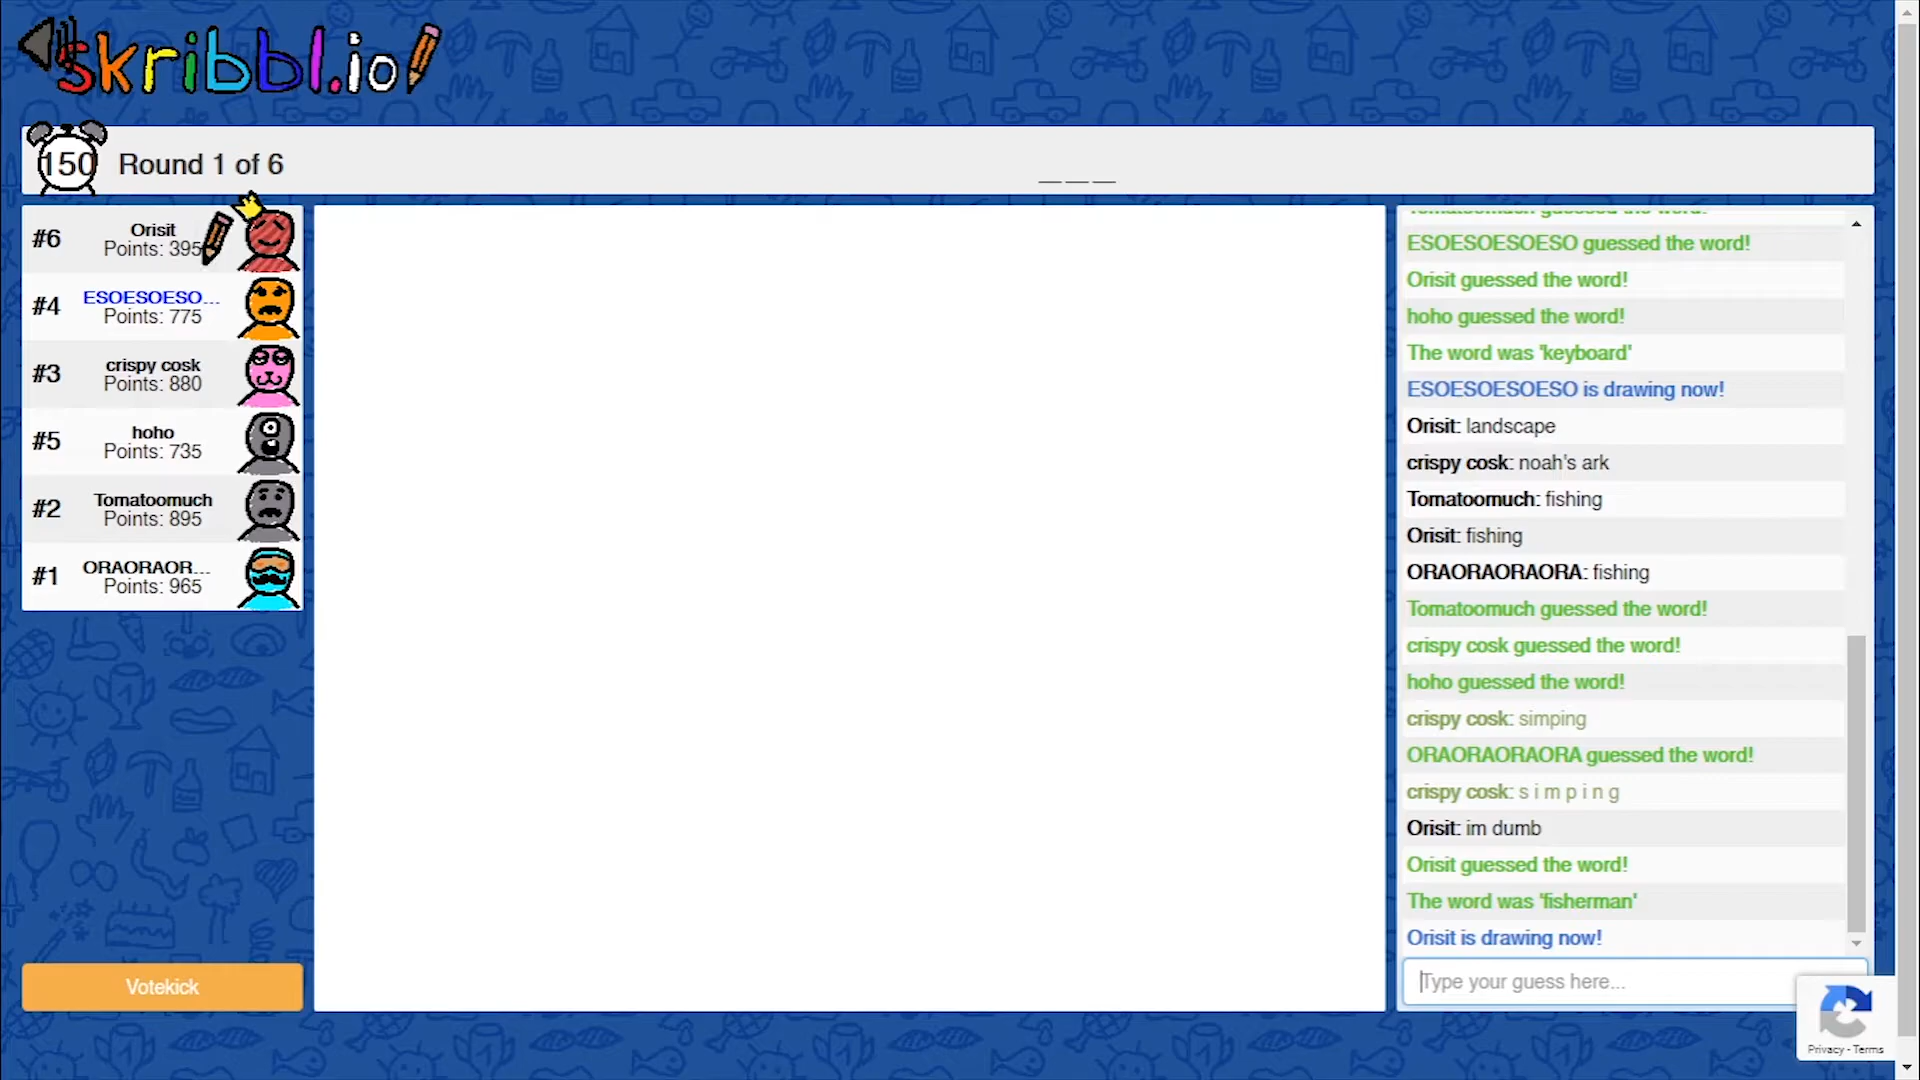 skribbl.io
150
Round 1 of 6
_ _ _
#6
Orisit
Points: 395
#4
ESOESOESO...
Points: 775
#3
crispy cosk
Points: 880
#5
hoho
Points: 735
#2
Tomatoomuch
Points: 895
#1
ORAORAOR...
Points: 965
Votekick
Tomatoomuch guessed the word!
ESOESOESOESO guessed the word!
Orisit guessed the word!
hoho guessed the word!
The word was 'keyboard'
ESOESOESOESO is drawing now!
Orisit: landscape
crispy cosk: noah's ark
Tomatoomuch: fishing
Orisit: fishing
ORAORAORAORA: fishing
Tomatoomuch guessed the word!
crispy cosk guessed the word!
hoho guessed the word!
crispy cosk: simping
ORAORAORAORA guessed the word!
crispy cosk: s i m p i n g
Orisit: im dumb
Orisit guessed the word!
The word was 'fisherman'
Orisit is drawing now!
Type your guess here...
Privacy - Terms